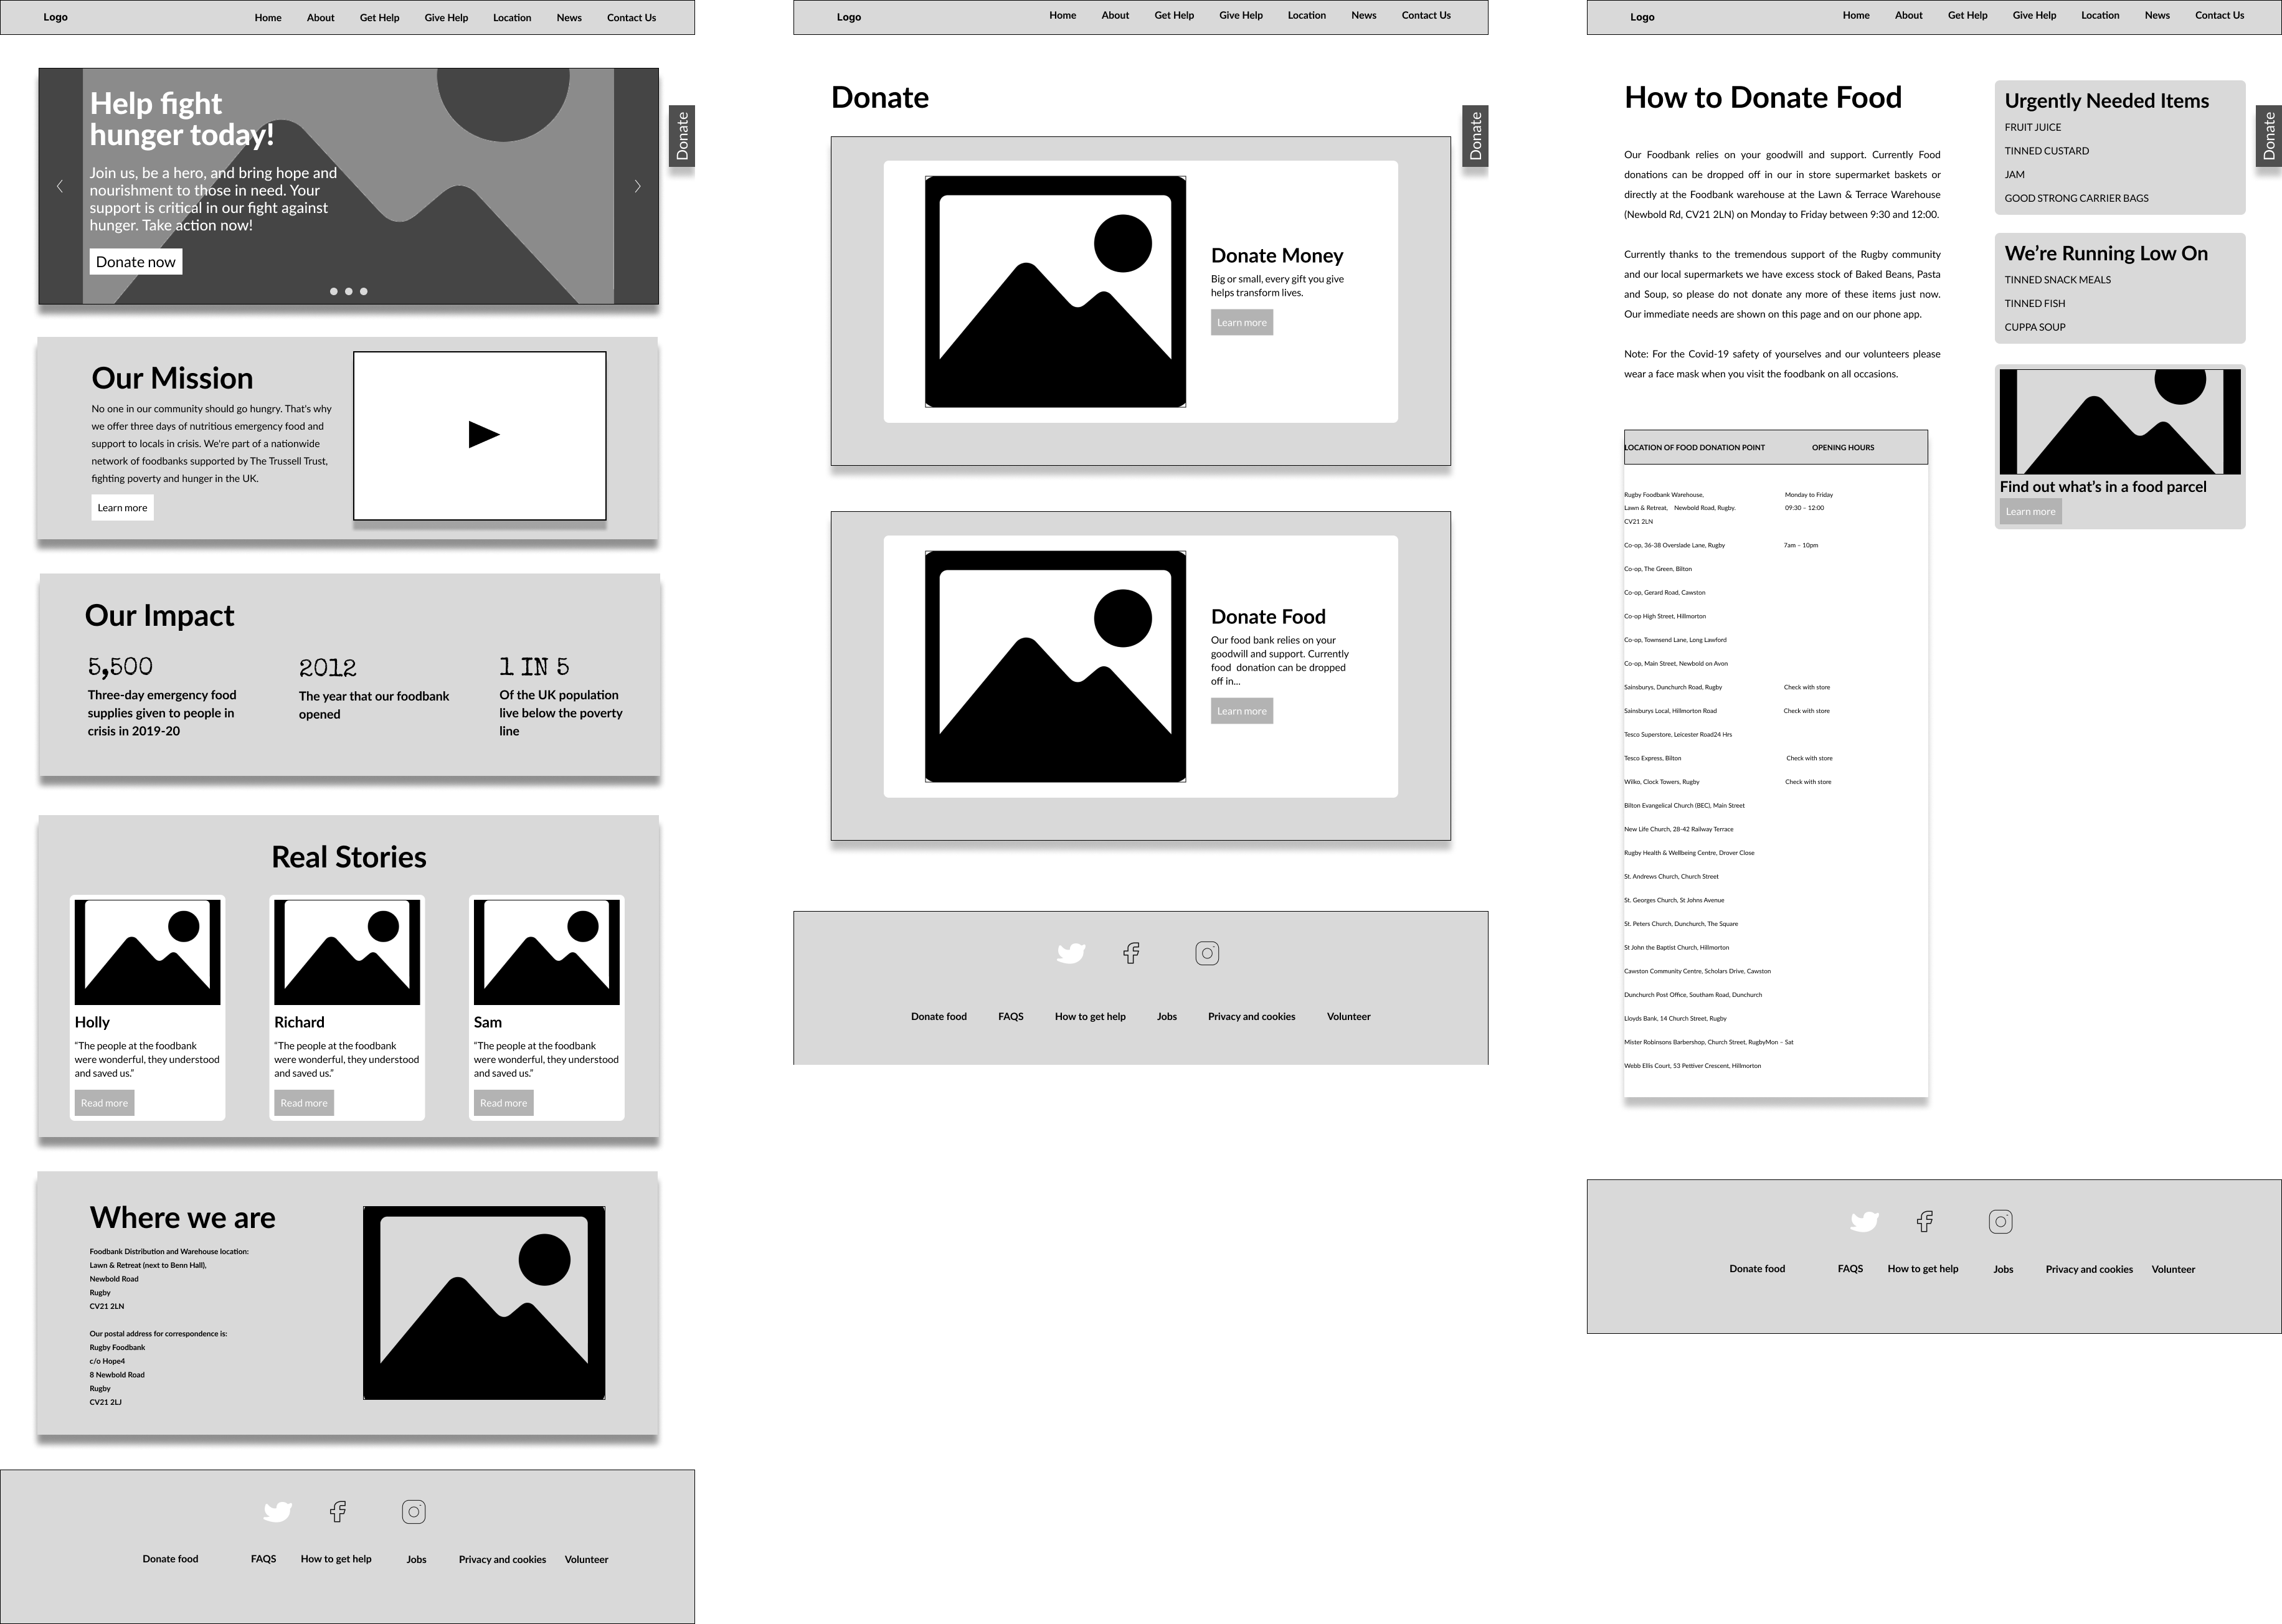 Logo
Home About Get Help Give Help Location News Contact Us
Help fight
hunger today!
Join us, be a hero, and bring hope and
nourishment to those in need. Your
support is critical in our fight against
hunger. Take action now!
Donate now
Donate
Our Mission
No one in our community should go hungry. That's why
we offer three days of nutritious emergency food and
support to locals in crisis. We're part of a nationwide
network of foodbanks supported by The Trussell Trust,
fighting poverty and hunger in the UK.
Learn more
Our Impact
5,500
Three-day emergency food
supplies given to people in
crisis in 2019-20
2012
The year that our foodbank
opened
1 IN 5
Of the UK population
live below the poverty
line
Real Stories
Holly
“The people at the foodbank
were wonderful, they understood
and saved us.”
Read more
Richard
“The people at the foodbank
were wonderful, they understood
and saved us.”
Read more
Sam
“The people at the foodbank
were wonderful, they understood
and saved us.”
Read more
Where we are
Foodbank Distribution and Warehouse location:
Lawn & Retreat (next to Benn Hall),
Newbold Road
Rugby
CV21 2LN
Our postal address for correspondence is:
Rugby Foodbank
c/o Hope4
8 Newbold Road
Rugby
CV21 2LJ
Donate food FAQS How to get help Jobs Privacy and cookies Volunteer
Logo
Home About Get Help Give Help Location News Contact Us
Donate
Donate
Donate Money
Big or small, every gift you give
helps transform lives.
Learn more
Donate Food
Our food bank relies on your
goodwill and support. Currently
food donation can be dropped
off in...
Learn more
Donate food FAQS How to get help Jobs Privacy and cookies Volunteer
Logo
Home About Get Help Give Help Location News Contact Us
How to Donate Food
Our Foodbank relies on your goodwill and support. Currently Food
donations can be dropped off in our in store supermarket baskets or
directly at the Foodbank warehouse at the Lawn & Terrace Warehouse
(Newbold Rd, CV21 2LN) on Monday to Friday between 9:30 and 12:00.
Currently thanks to the tremendous support of the Rugby community
and our local supermarkets we have excess stock of Baked Beans, Pasta
and Soup, so please do not donate any more of these items just now.
Our immediate needs are shown on this page and on our phone app.
Note: For the Covid-19 safety of yourselves and our volunteers please
wear a face mask when you visit the foodbank on all occasions.
Urgently Needed Items
FRUIT JUICE
TINNED CUSTARD
JAM
GOOD STRONG CARRIER BAGS
Donate
We’re Running Low On
TINNED SNACK MEALS
TINNED FISH
CUPPA SOUP
Find out what’s in a food parcel
Learn more
LOCATION OF FOOD DONATION POINT OPENING HOURS
Rugby Foodbank Warehouse, Monday to Friday
Lawn & Retreat, Newbold Road, Rugby. 09:30 – 12:00
CV21 2LN
Co-op, 36-38 Overslade Lane, Rugby 7am – 10pm
Co-op, The Green, Bilton
Co-op, Gerard Road, Cawston
Co-op High Street, Hillmorton
Co-op, Townsend Lane, Long Lawford
Co-op, Main Street, Newbold on Avon
Sainsburys, Dunchurch Road, Rugby Check with store
Sainsburys Local, Hillmorton Road Check with store
Tesco Superstore, Leicester Road24 Hrs
Tesco Express, Bilton Check with store
Wilko, Clock Towers, Rugby Check with store
Bilton Evangelical Church (BEC), Main Street
New Life Church, 28-42 Railway Terrace
Rugby Health & Wellbeing Centre, Drover Close
St. Andrews Church, Church Street
St. Georges Church, St Johns Avenue
St. Peters Church, Dunchurch, The Square
St John the Baptist Church, Hillmorton
Cawston Community Centre, Scholars Drive, Cawston
Dunchurch Post Office, Southam Road, Dunchurch
Lloyds Bank, 14 Church Street, Rugby
Mister Robinsons Barbershop, Church Street, RugbyMon – Sat
Webb Ellis Court, 53 Pettiver Crescent, Hillmorton
Donate food FAQS How to get help Jobs Privacy and cookies Volunteer